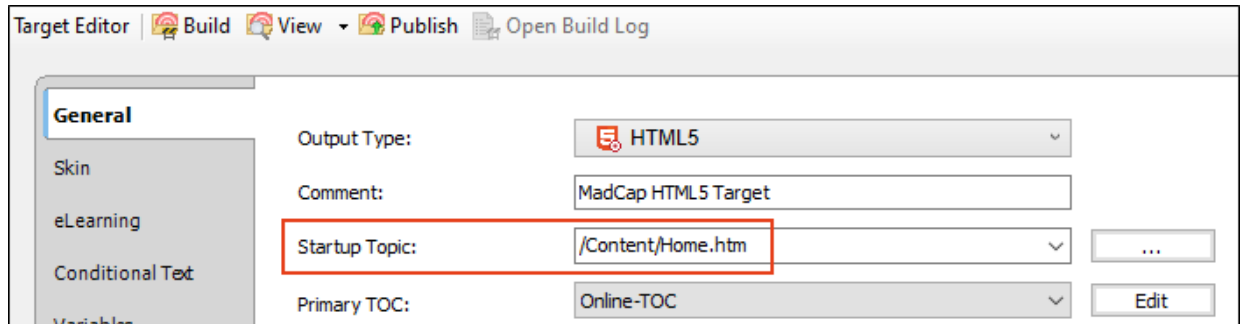 Target Editor Build View Publish Open Build Log
General
Output Type: HTML5
Skin
Comment: MadCap HTML5 Target
eLearning
Startup Topic: /Content/Home.htm ...
Conditional Text
Primary TOC: Online-TOC Edit
Variables